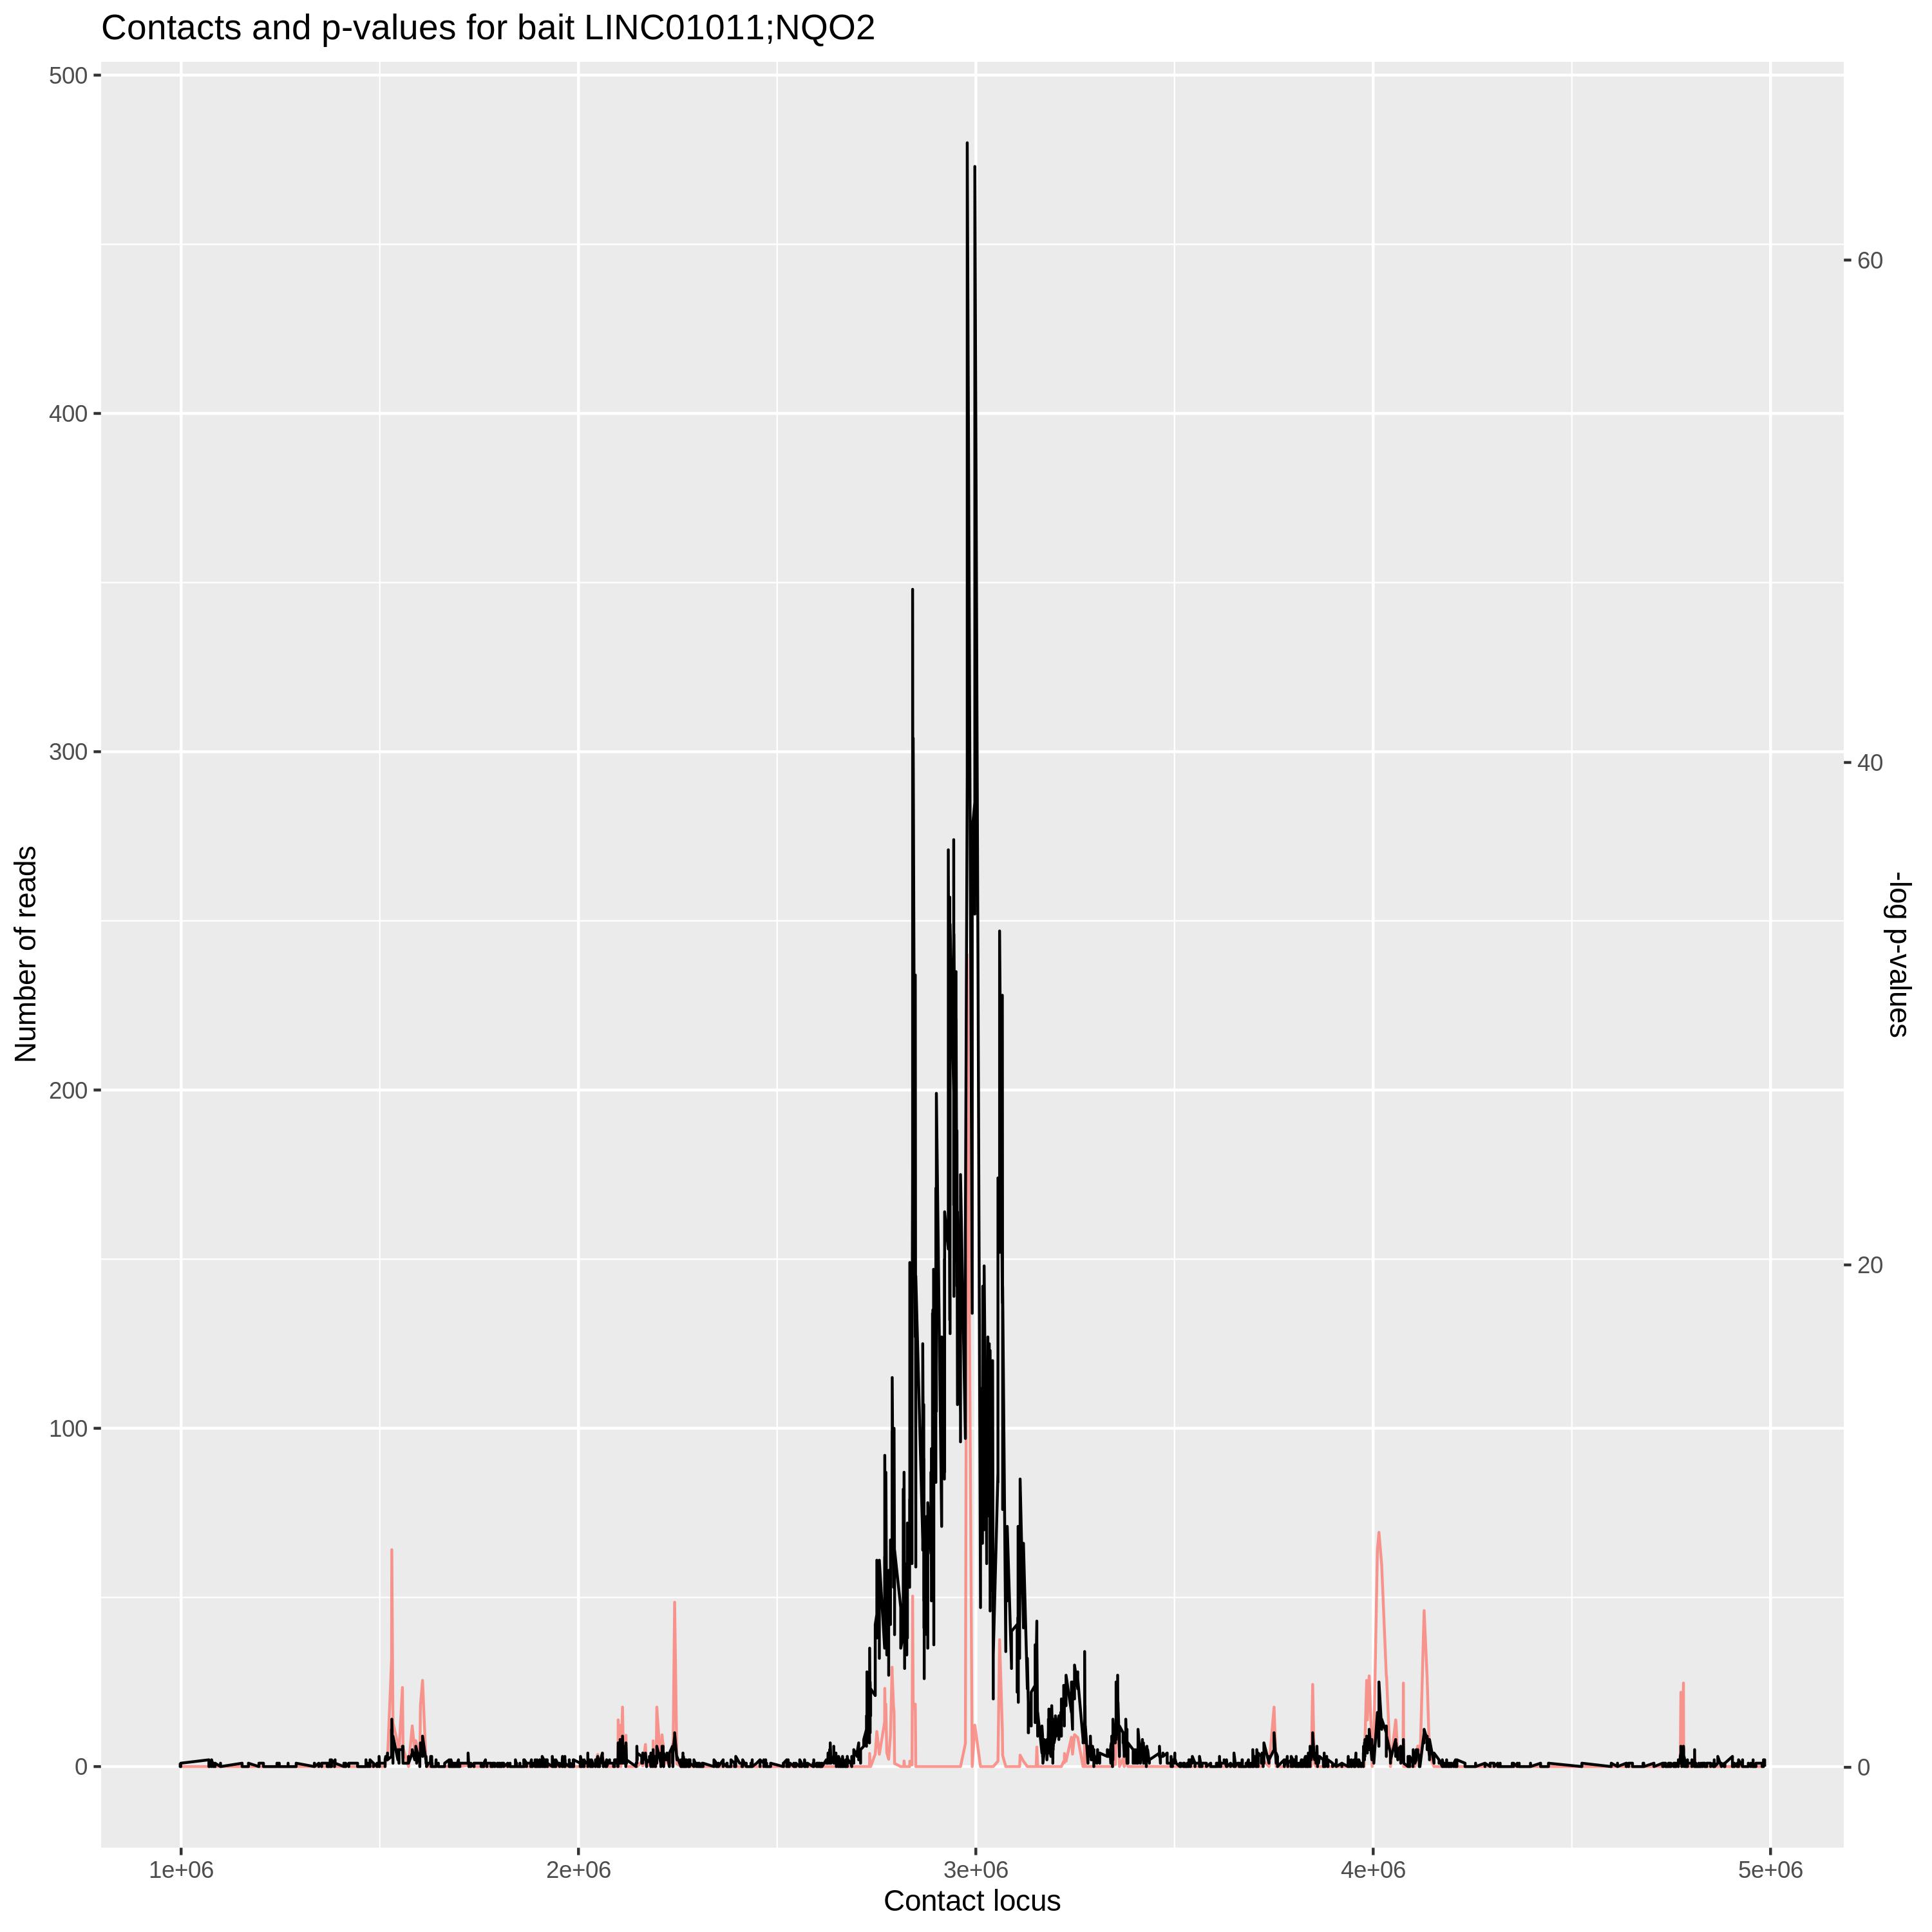 Contacts and p-values for bait LINC01011;NQO2
500
400
300
200
100
0
Number of reads
60
40
20
0
-log p-values
1e+06 2e+06 3e+06 4e+06 5e+06
Contact locus